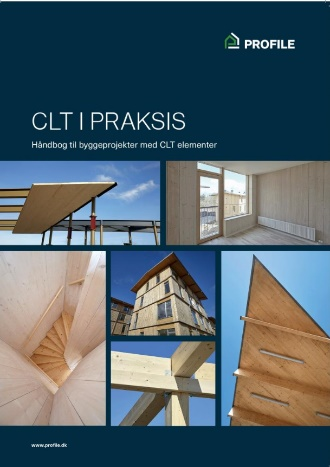 PROFILE
CLT I PRAKSIS
Håndbog til byggeprojekter med CLT elementer
www.profile.dk